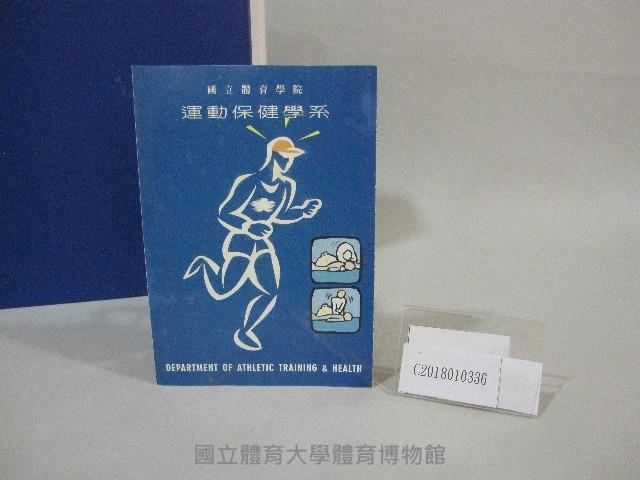 國立體育學院
運動保健學系
DEPARTMENT OF ATHLETIC TRAINING & HEALTH
C2018010336
國立體育大學體育博物館